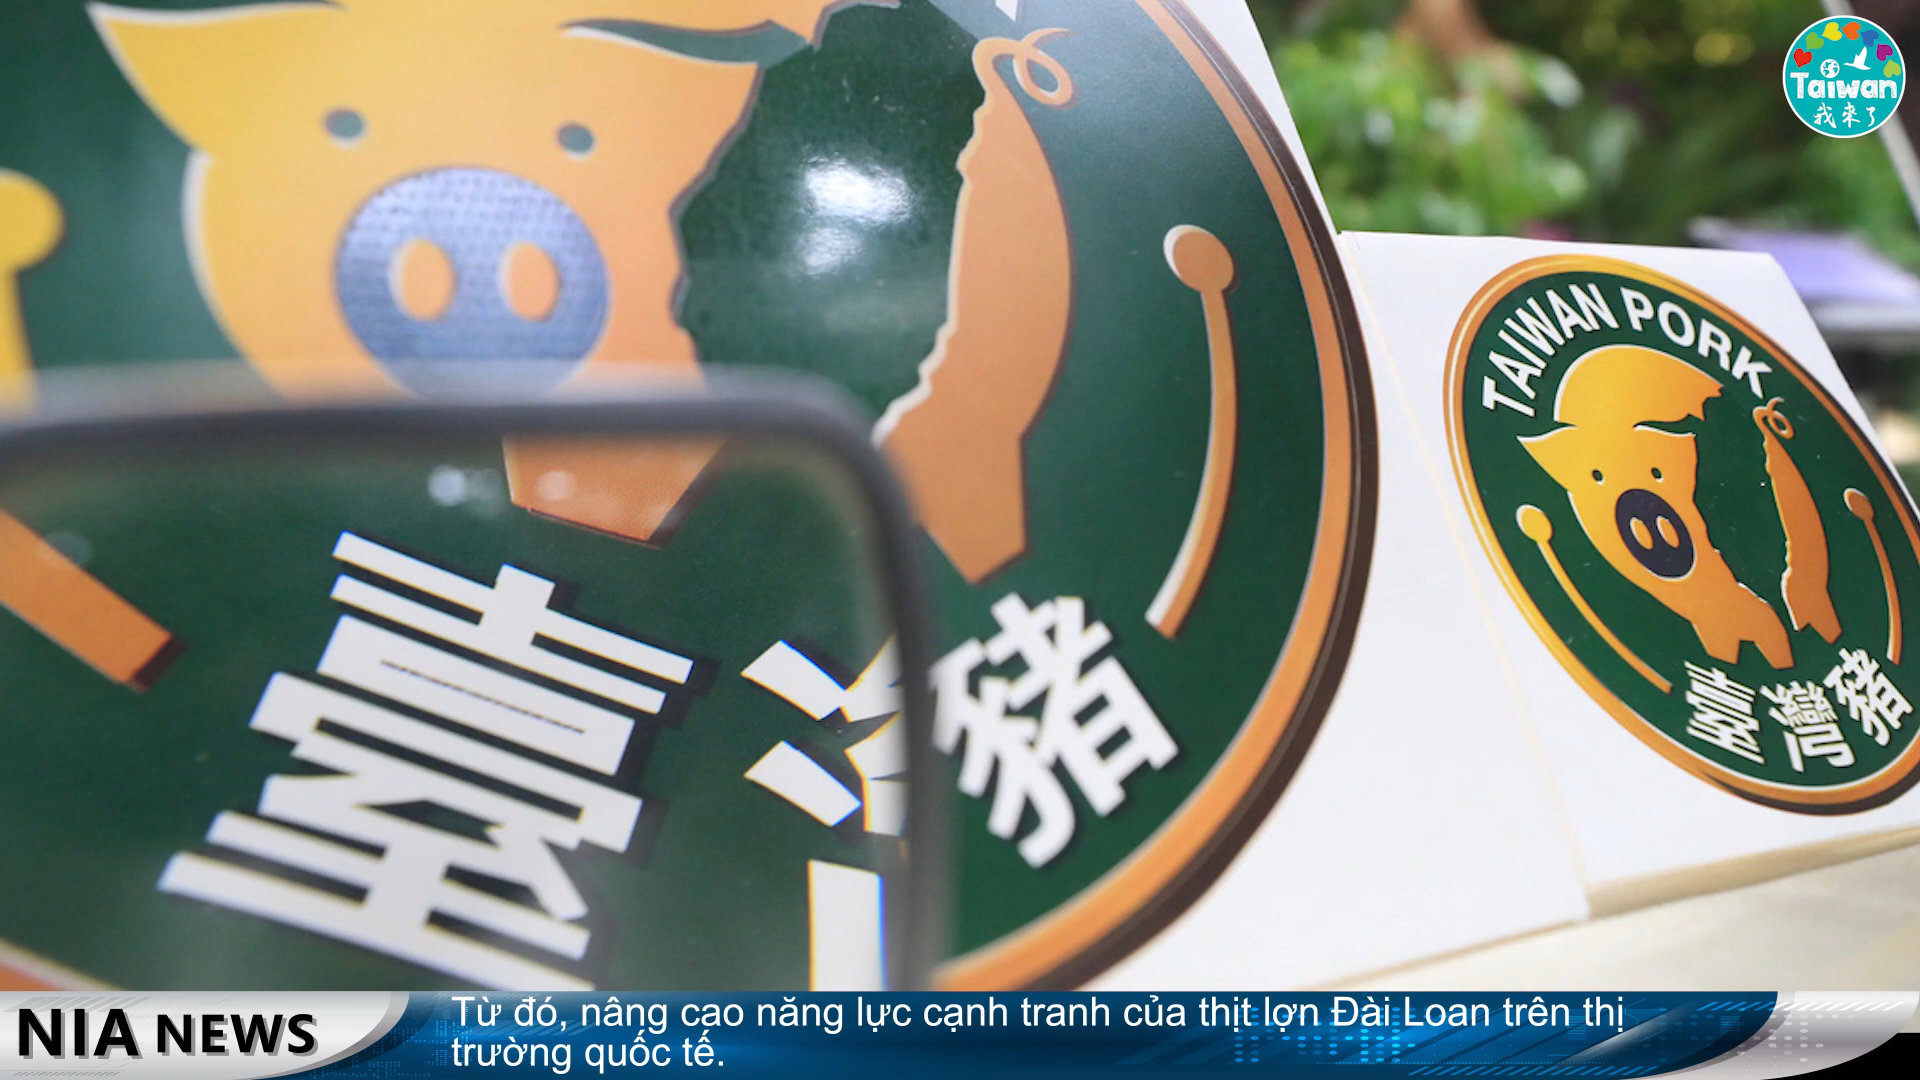 Taiwan
我來了
TAIWAN PORK
臺灣豬
臺
豬
NIA NEWS
Từ đó, nâng cao năng lực cạnh tranh của thịt lợn Đài Loan trên thị
trường quốc tế.